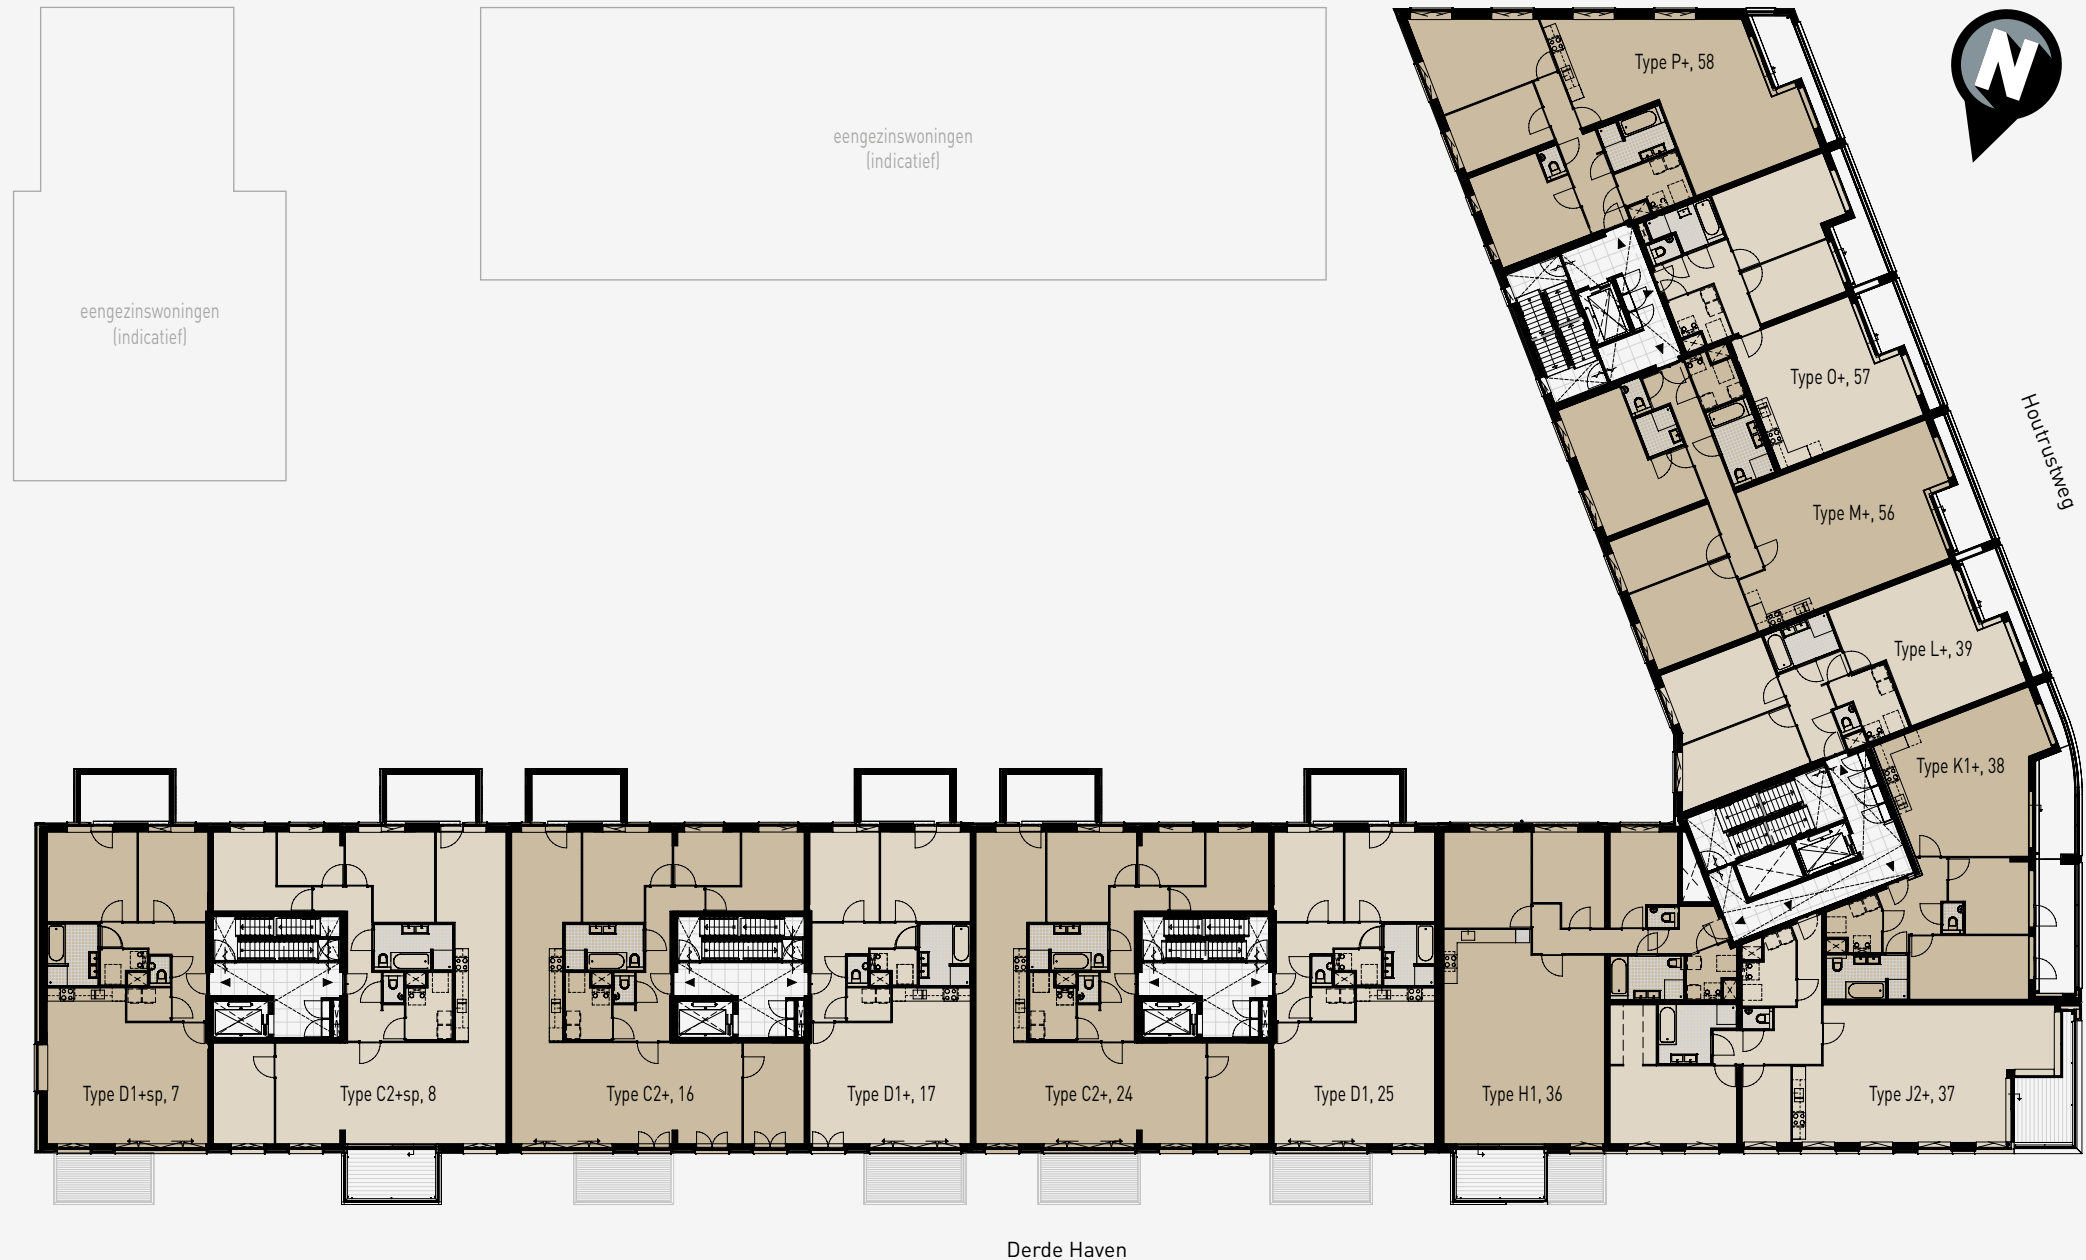 Type P+, 58
N
eengezinswoningen
(indicatief)
eengezinswoningen
(indicatief)
Type O+, 57
Houtrustweg
Type M+, 56
Type L+, 39
Type K1+, 38
Type D1+sp, 7
Type C2+sp, 8
Type C2+, 16
Type D1+, 17
Type C2+, 24
Type D1, 25
Type H1, 36
Type J2+, 37
Derde Haven